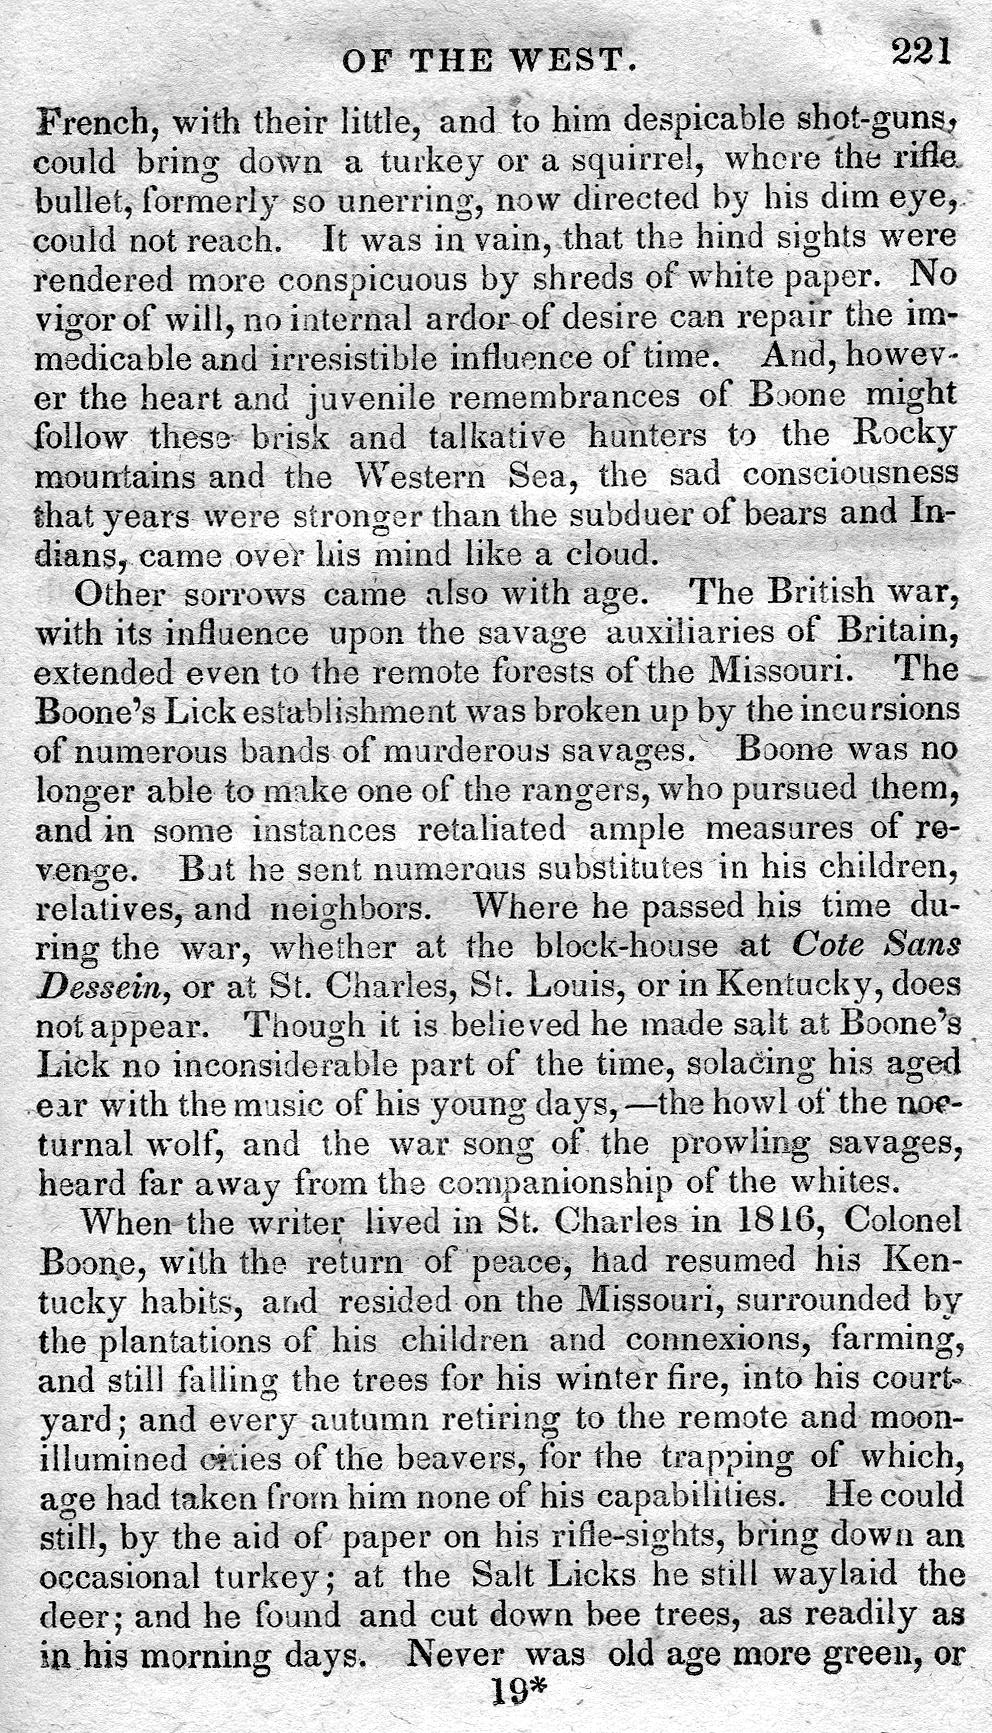 OF THE WEST. 221
French, with their little, and to him despicable shot-guns,
could bring down a turkey or a squirrel, where the rifle
bullet, formerly so unerring, now directed by his dim eye,
could not reach. It was in vain, that the hind sights were
rendered more conspicuous by shreds of white paper. No
vigor of will, no internal ardor of desire can repair the im-
medicable and irresistible influence of time. And, howev-
er the heart and juvenile remembrances of Boone might
follow these brisk and talkative hunters to the Rocky
mountains and the Western Sea, the sad consciousness
that years were stronger than the subduer of bears and In-
dians, came over his mind like a cloud.
Other sorrows came also with age. The British war,
with its influence upon the savage auxiliaries of Britain,
extended even to the remote forests of the Missouri. The
Boone's Lick establishment was broken up by the incursions
of numerous bands of murderous savages. Boone was no
longer able to make one of the rangers, who pursued them,
and in some instances retaliated ample measures of re-
venge. But he sent numerous substitutes in his children,
relatives, and neighbors. Where he passed his time du-
ring the war, whether at the block-house at Cote Sans
Dessein, or at St. Charles, St. Louis, or in Kentucky, does
not appear. Though it is believed he made salt at Boone's
Lick no inconsiderable part of the time, solacing his aged
ear with the music of his young days,—the howl of the noc-
turnal wolf, and the war song of the prowling savages,
heard far away from the companionship of the whites.
When the writer lived in St. Charles in 1816, Colonel
Boone, with the return of peace, had resumed his Ken-
tucky habits, and resided on the Missouri, surrounded by
the plantations of his children and connexions, farming,
and still falling the trees for his winter fire, into his court-
yard; and every autumn retiring to the remote and moon-
illumined cities of the beavers, for the trapping of which,
age had taken from him none of his capabilities. He could
still, by the aid of paper on his rifle-sights, bring down an
occasional turkey; at the Salt Licks he still waylaid the
deer; and he found and cut down bee trees, as readily as
in his morning days. Never was old age more green, or
19*